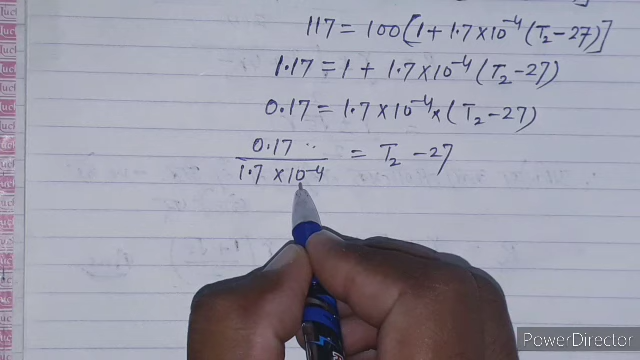 117 = 100[1 + 1.7×10⁻⁴(T₂-27)]
1.17 = 1 + 1.7×10⁻⁴(T₂-27)
0.17 = 1.7×10⁻⁴×(T₂-27)
0.17 / 1.7×10⁻⁴ = T₂-27
PowerDirector